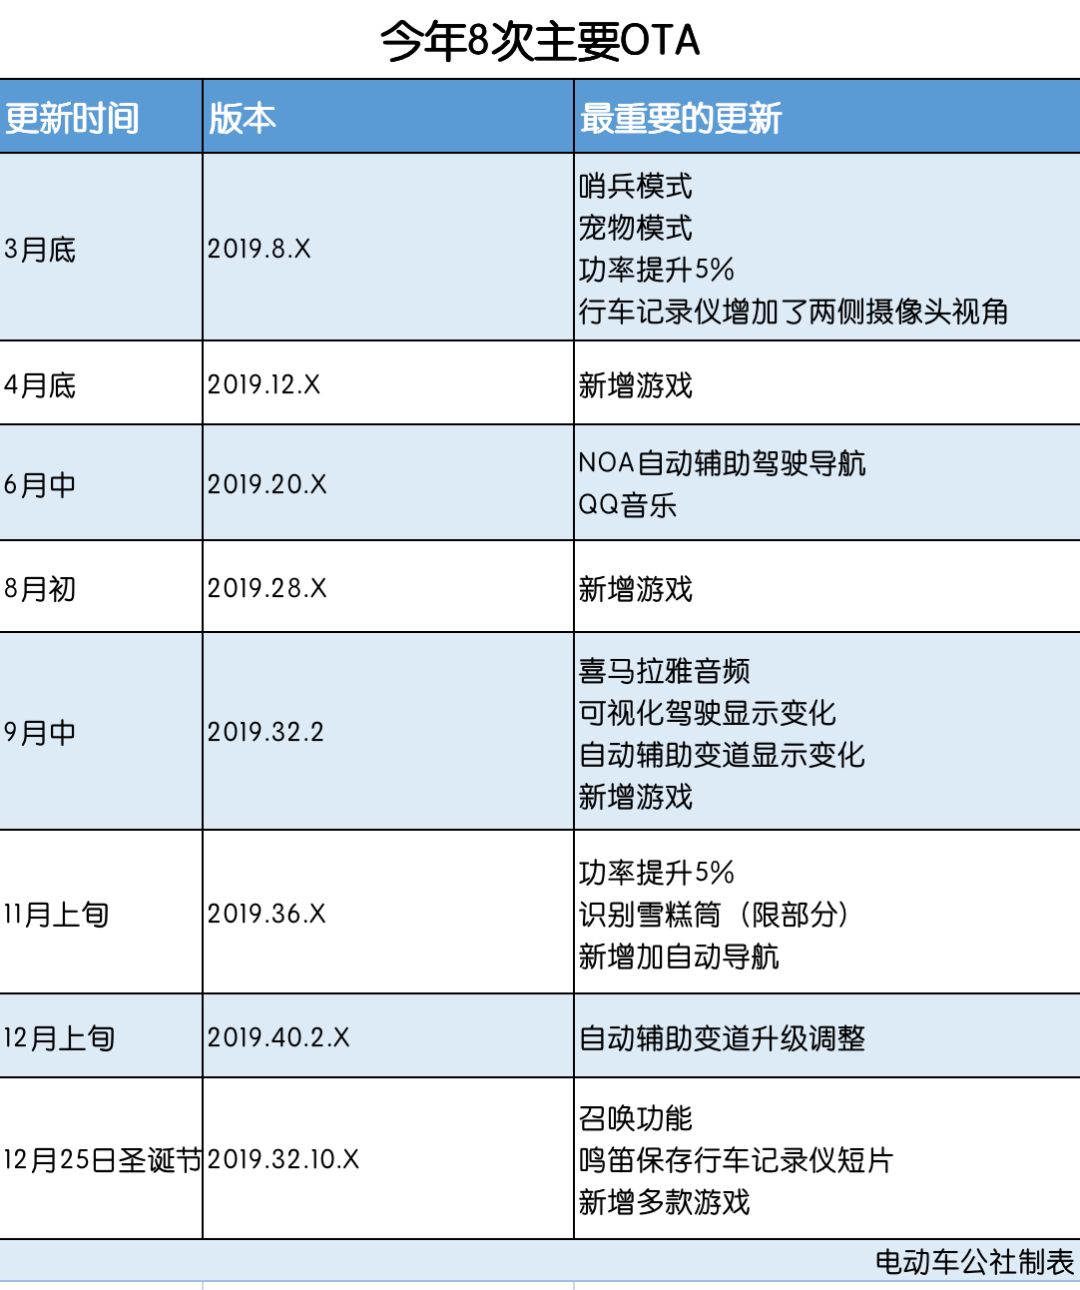 今年8次主要OTA
更新时间 版本 最重要的更新
3月底 2019.8.X 哨兵模式
宠物模式
功率提升5%
行车记录仪增加了两侧摄像头视角
4月底 2019.12.X 新增游戏
6月中 2019.20.X NOA自动辅助驾驶导航
QQ音乐
8月初 2019.28.X 新增游戏
9月中 2019.32.2 喜马拉雅音频
可视化驾驶显示变化
自动辅助变道显示变化
新增游戏
11月上旬 2019.36.X 功率提升5%
识别雪糕筒（限部分）
新增加自动导航
12月上旬 2019.40.2.X 自动辅助变道升级调整
12月25日圣诞节 2019.32.10.X 召唤功能
鸣笛保存行车记录仪短片
新增多款游戏
电动车公社制表